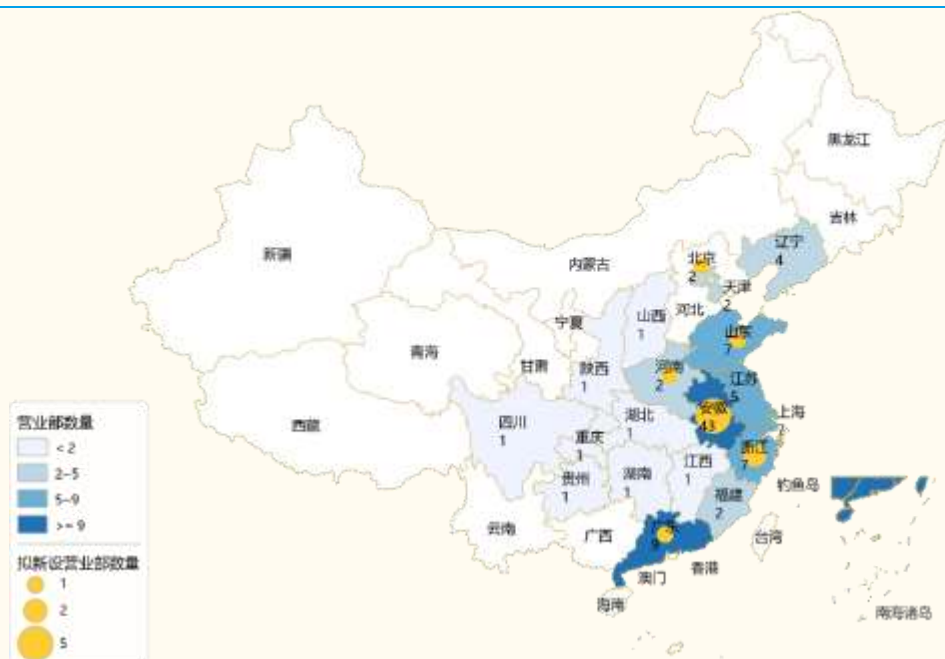 黑龙江
吉林
辽宁
4
新疆
内蒙古
北京
2
天津
2
河北
山西
1
宁夏
山东
7
青海
甘肃
陕西
1
河南
2
江苏
5
西藏
四川
1
湖北
1
安徽
43
上海
重庆
1
浙江
7
贵州
1
湖南
1
江西
1
钓鱼岛
福建
2
云南
广西
广东
9
台湾
香港
澳门
海南
南海诸岛
营业部数量
< 2
2-5
5-9
>= 9
拟新设营业部数量
1
2
5